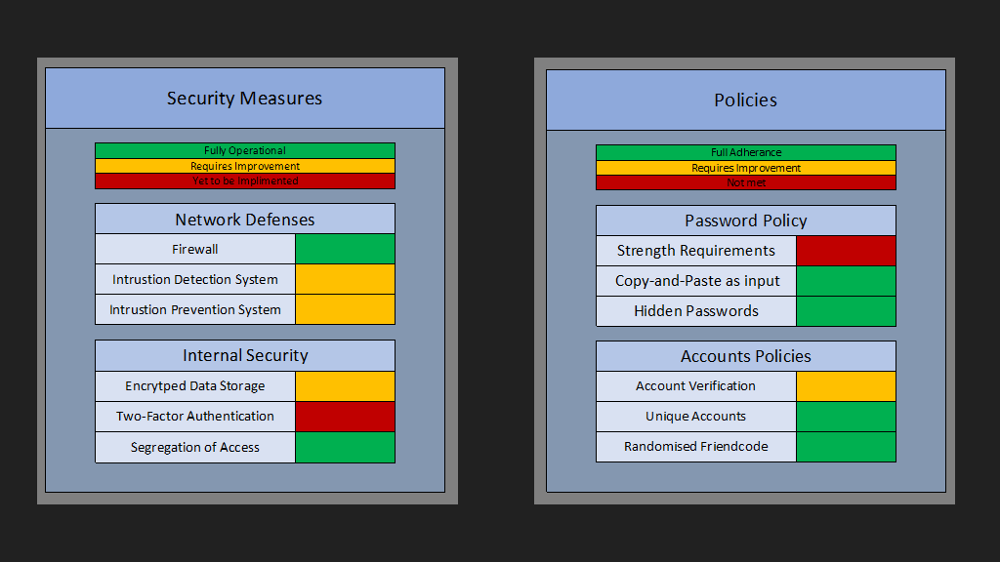 Security Measures
Fully Operational
Requires Improvement
Yet to be Implimented
Network Defenses
Firewall
Intrustion Detection System
Intrustion Prevention System
Internal Security
Encrytped Data Storage
Two-Factor Authentication
Segregation of Access
Policies
Full Adherance
Requires Improvement
Not met
Password Policy
Strength Requirements
Copy-and-Paste as input
Hidden Passwords
Accounts Policies
Account Verification
Unique Accounts
Randomised Friendcode